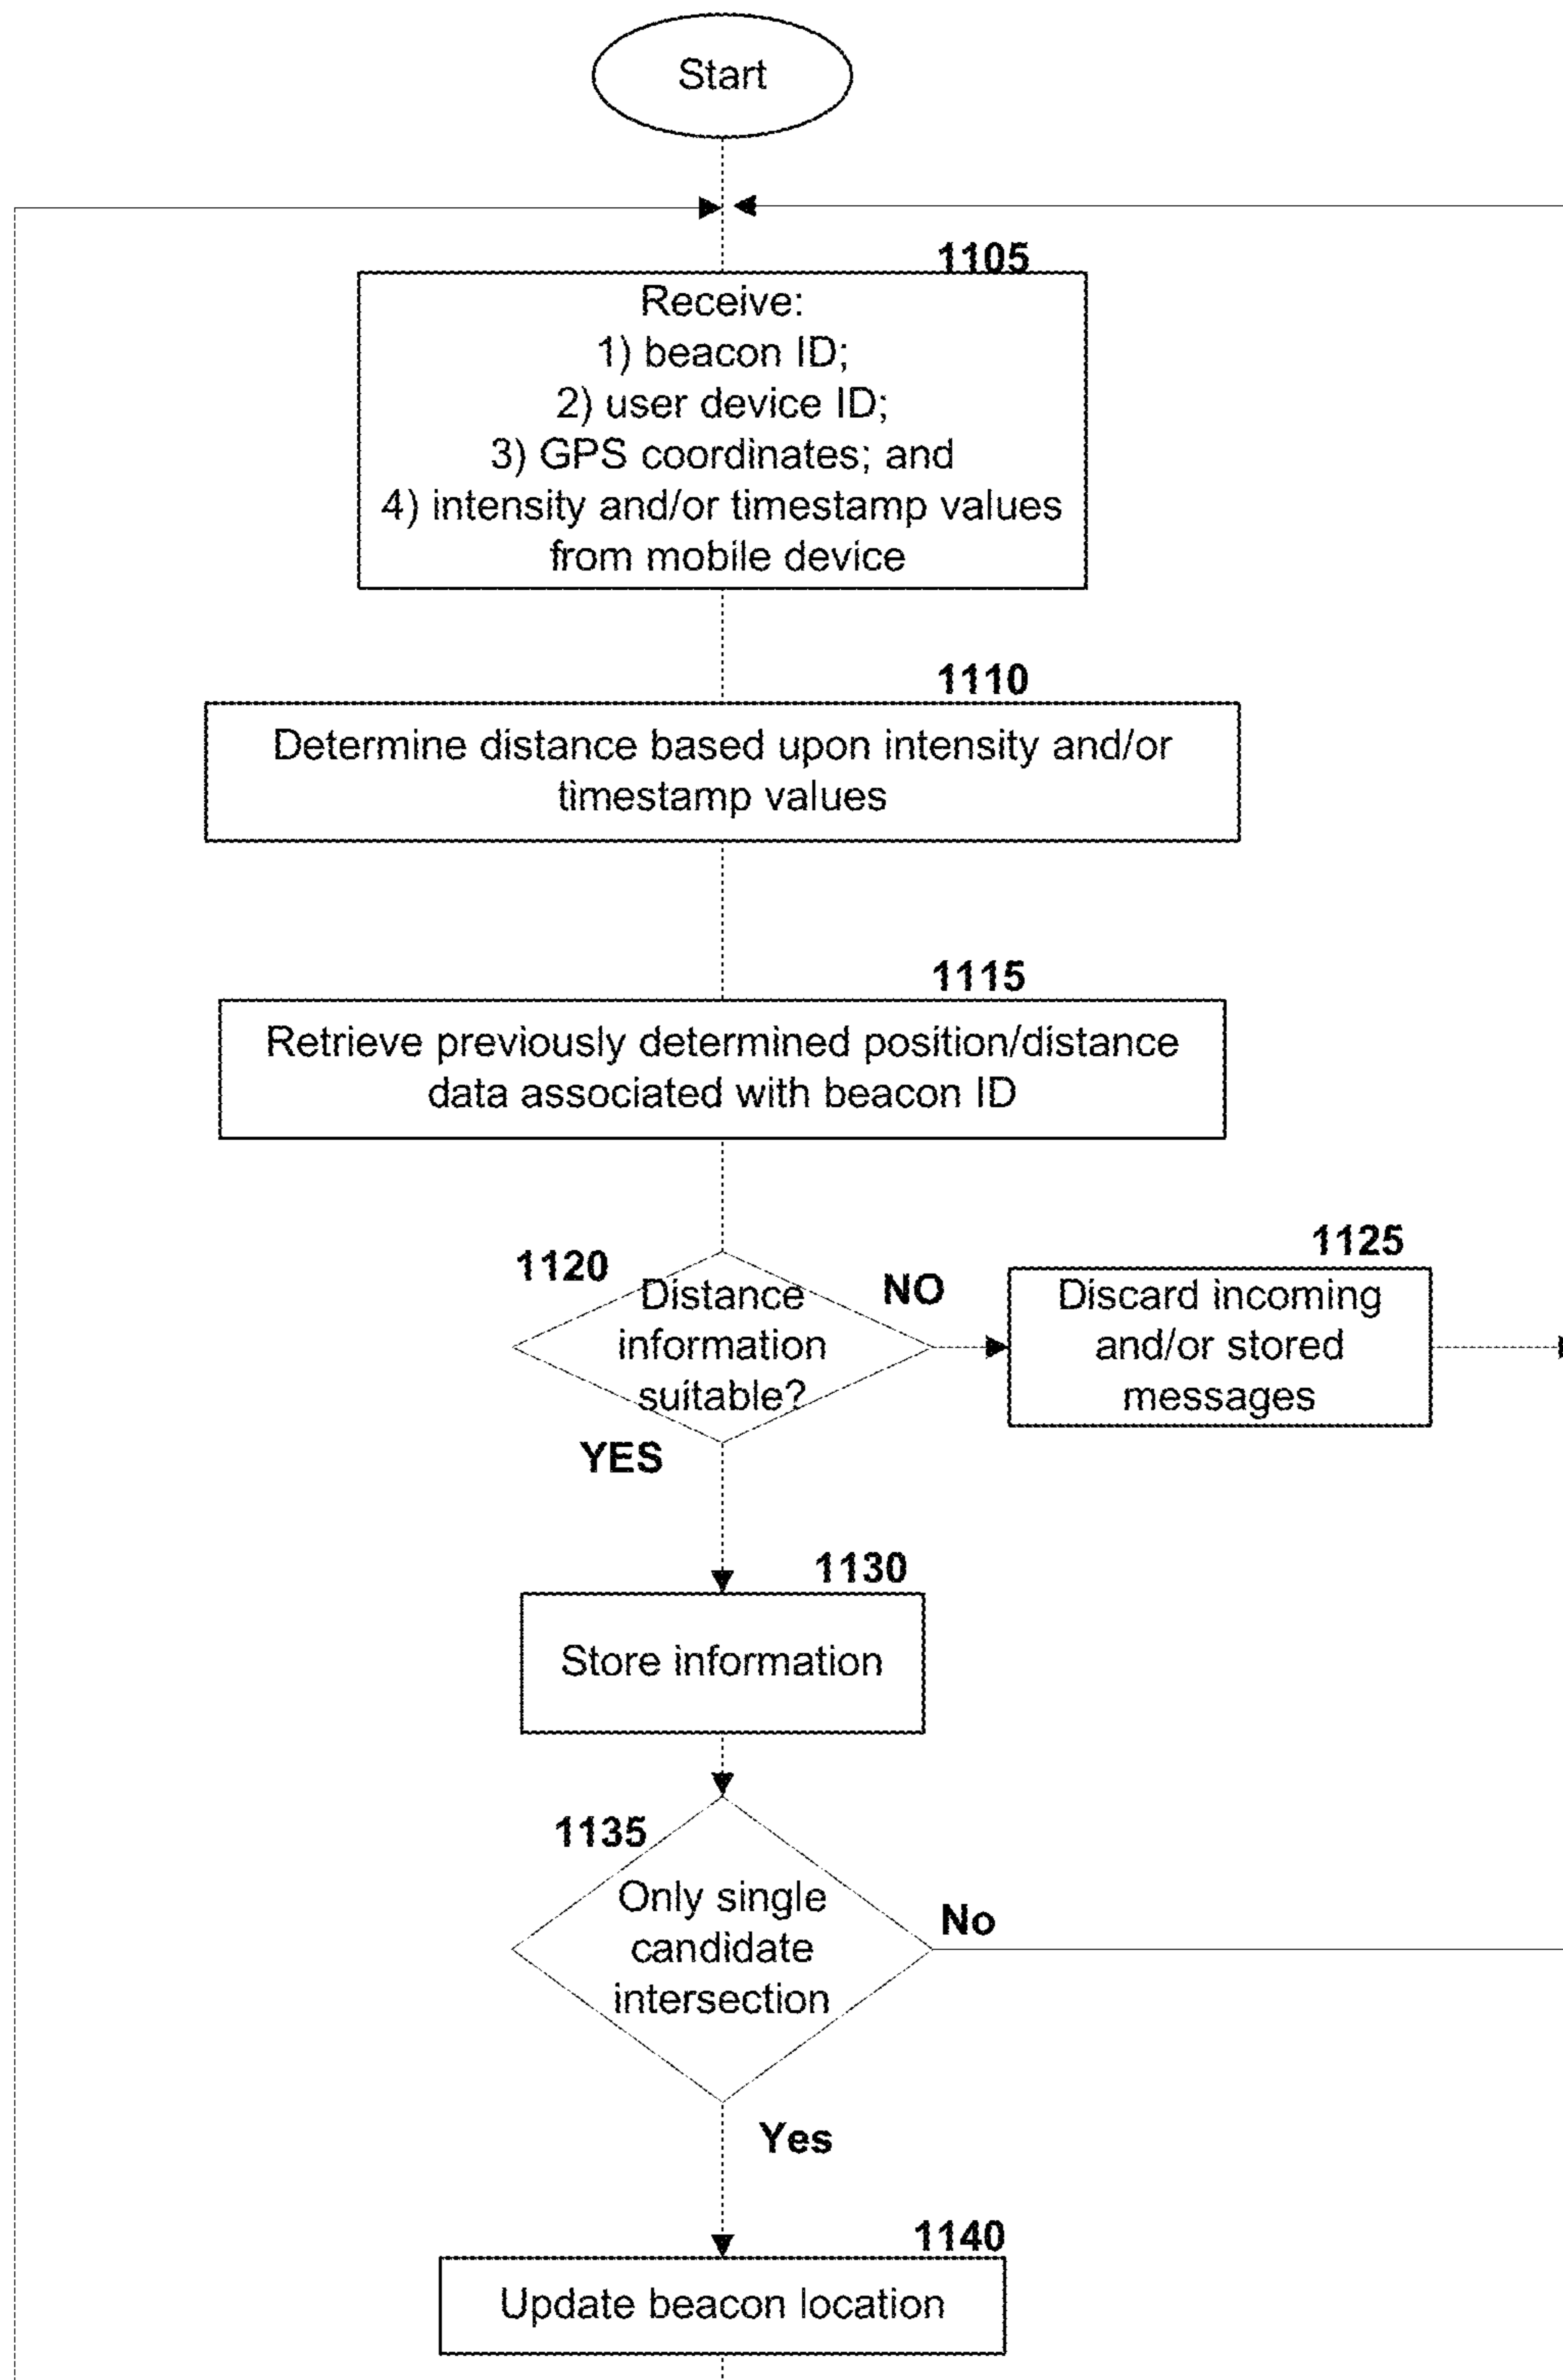 Start
1105
Receive:
1) beacon ID;
2) user device ID;
3) GPS coordinates; and
4) intensity and/or timestamp values
from mobile device
1110
Determine distance based upon intensity and/or
timestamp values
1115
Retrieve previously determined position/distance
data associated with beacon ID
1120
Distance
information
suitable?
NO
1125
Discard incoming
and/or stored
messages
YES
1130
Store information
1135
Only single
candidate
intersection
No
Yes
1140
Update beacon location